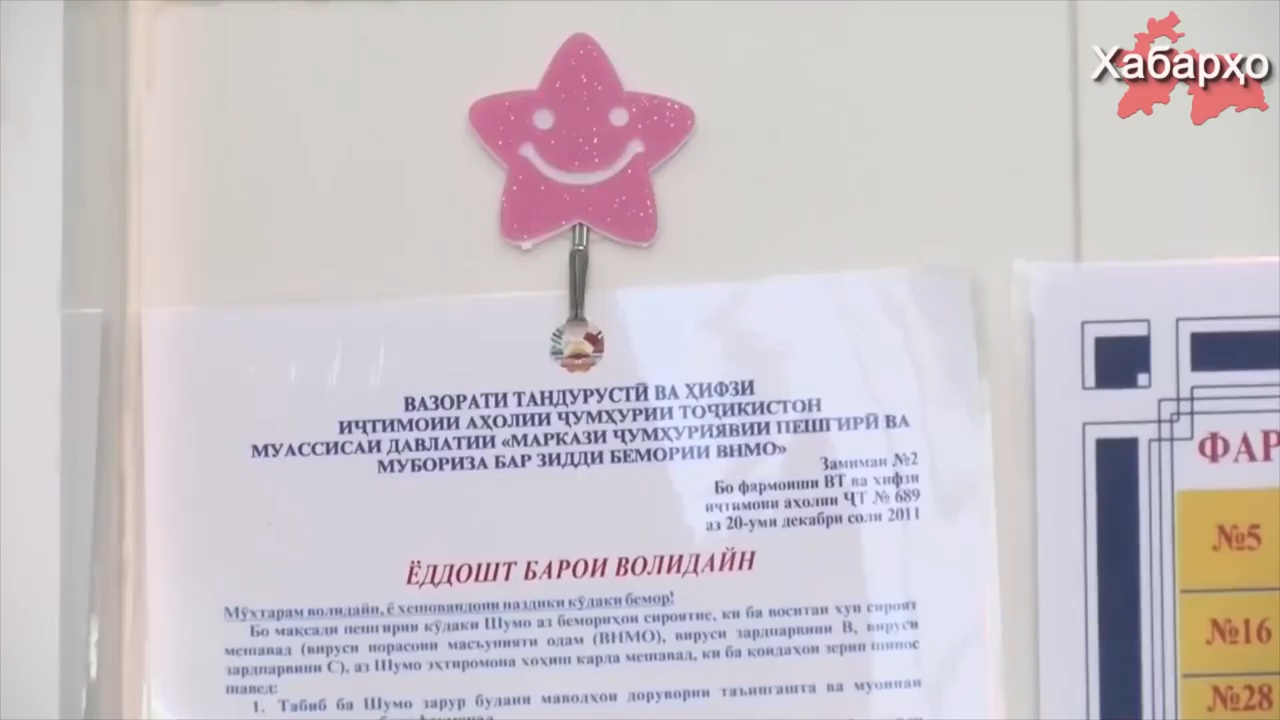 Хабарҳо
ВАЗОРАТИ ТАНДУРУСТӢ ВА ҲИФЗИ
ИҶТИМОИИ АҲОЛИИ ҶУМҲУРИИ ТОҶИКИСТОН
МУАССИСАИ ДАВЛАТИИ «МАРКАЗИ ҶУМҲУРИЯВИИ ПЕШГИРӢ ВА
МУБОРИЗА БАР ЗИДДИ БЕМОРИИ ВНМО»
Замимаи №2
Бо фармоиши ВТ ва ҳифзи
иҷтимоии аҳолии ҶТ № 689
аз 20-уми декабри соли 2011
ЁДДОШТ БАРОИ ВОЛИДАЙН
Мӯҳтарам волидайн, ё хешовандони наздики кӯдаки бемор!
Бо мақсади пешгирии кӯдаки Шумо аз бемориҳои сироятие, ки ба воситаи хун сироят
мешавад (вируси норасоии масъунияти одам (ВНМО), вируси зардпарвини В, вируси
зардпарвини С), аз Шумо эҳтиромона хоҳиш карда мешавад, ки ба қоидаҳои зерин шинос
шавед:
1. Табиб ба Шумо зарур будани маводҳои дорувории таъингашта ва муоинаи
ФАР
№5
№16
№28